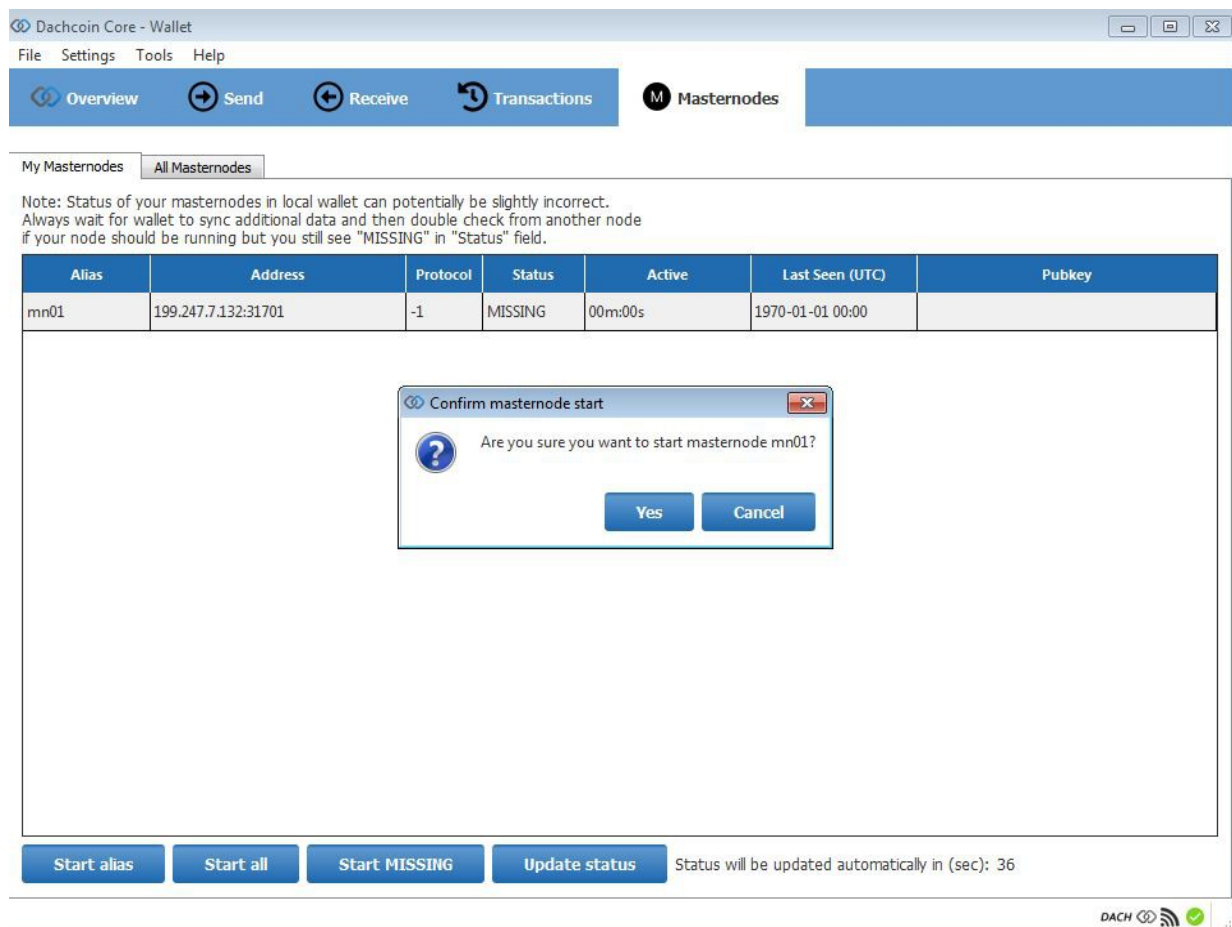 Dachcoin Core - Wallet
File Settings Tools Help
Overview Send Receive Transactions M Masternodes
My Masternodes All Masternodes
Note: Status of your masternodes in local wallet can potentially be slightly incorrect.
Always wait for wallet to sync additional data and then double check from another node
if your node should be running but you still see "MISSING" in "Status" field.
Alias Address Protocol Status Active Last Seen (UTC) Pubkey
mn01 199.247.7.132:31701 -1 MISSING 00m:00s 1970-01-01 00:00
Confirm masternode start
Are you sure you want to start masternode mn01?
Yes Cancel
Start alias Start all Start MISSING Update status Status will be updated automatically in (sec): 36
DACH